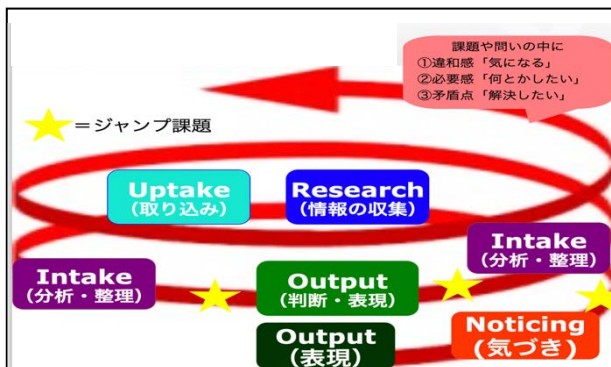 課題や問いの中に
①違和感「気になる」
②必要感「何とかしたい」
③矛盾点「解決したい」
＝ジャンプ課題
Uptake
(取り込み)
Research
(情報の収集)
Intake
(分析・整理)
Intake
(分析・整理)
Output
(判断・表現)
Output
(表現)
Noticing
(気づき)